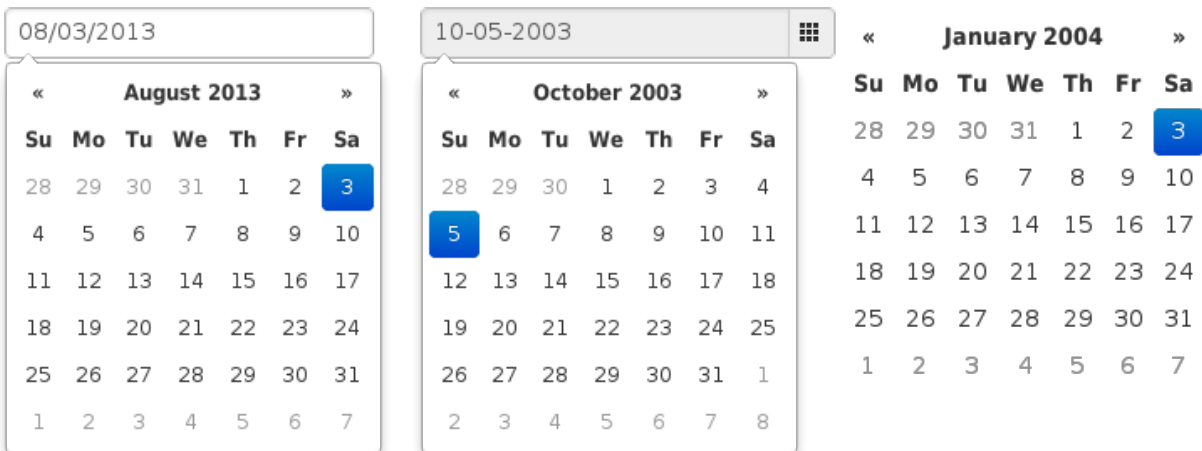 08/03/2013
« August 2013 »
Su Mo Tu We Th Fr Sa
28 29 30 31 1 2 3
4 5 6 7 8 9 10
11 12 13 14 15 16 17
18 19 20 21 22 23 24
25 26 27 28 29 30 31
1 2 3 4 5 6 7
10-05-2003
« October 2003 »
Su Mo Tu We Th Fr Sa
28 29 30 1 2 3 4
5 6 7 8 9 10 11
12 13 14 15 16 17 18
19 20 21 22 23 24 25
26 27 28 29 30 31 1
2 3 4 5 6 7 8
« January 2004 »
Su Mo Tu We Th Fr Sa
28 29 30 31 1 2 3
4 5 6 7 8 9 10
11 12 13 14 15 16 17
18 19 20 21 22 23 24
25 26 27 28 29 30 31
1 2 3 4 5 6 7